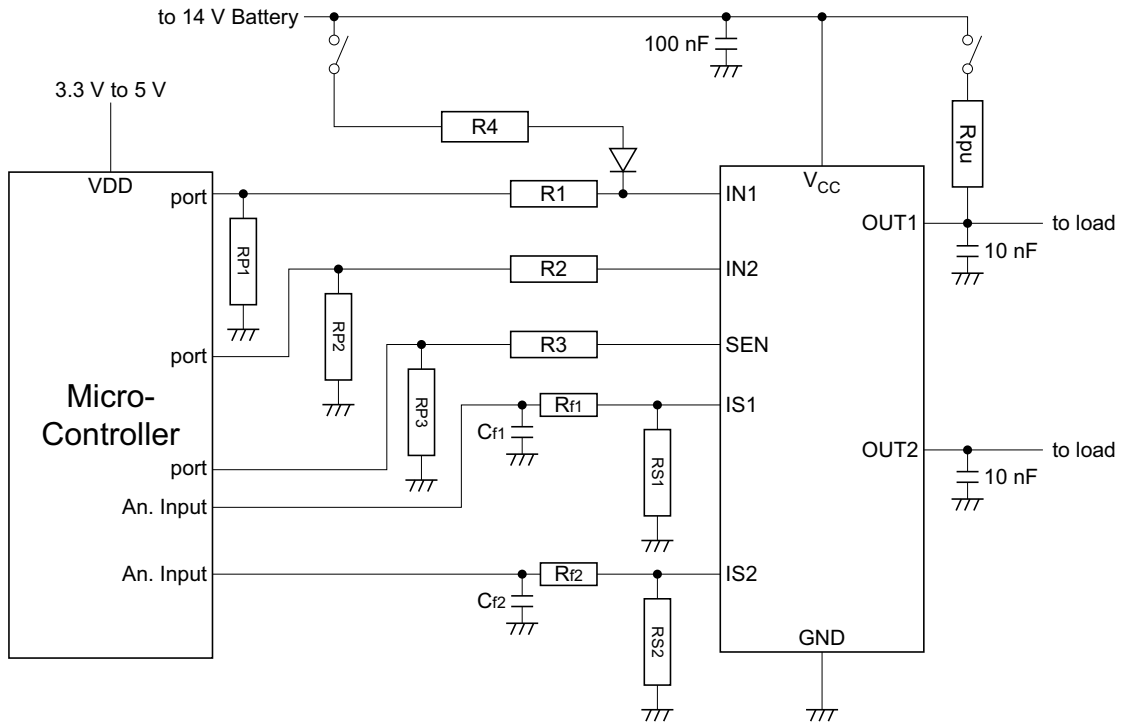 to 14 V Battery
100 nF
3.3 V to 5 V
R4
Rpu
VDD
VCC
port
R1
IN1
OUT1
to load
RP1
10 nF
R2
IN2
RP2
port
R3
SEN
RP3
Micro-
Controller
Rf1
IS1
Cf1
RS1
OUT2
to load
port
10 nF
An. Input
An. Input
Rf2
IS2
Cf2
RS2
GND